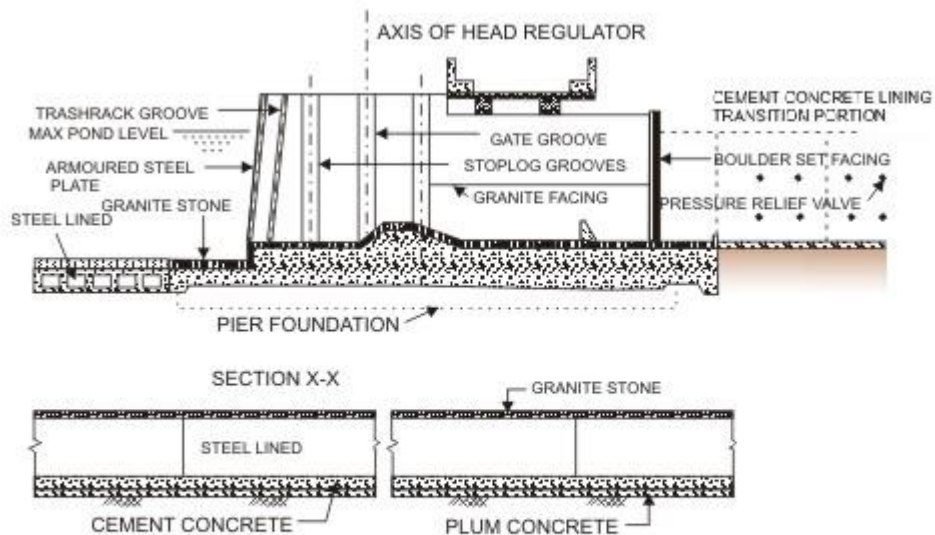 AXIS OF HEAD REGULATOR
TRASHRACK GROOVE
MAX POND LEVEL
ARMOURED STEEL
PLATE
GRANITE STONE
STEEL LINED
GATE GROOVE
STOPLOG GROOVES
GRANITE FACING
CEMENT CONCRETE LINING
TRANSITION PORTION
BOULDER SET FACING
PRESSURE RELIEF VALVE
PIER FOUNDATION
SECTION X-X
GRANITE STONE
STEEL LINED
CEMENT CONCRETE
PLUM CONCRETE